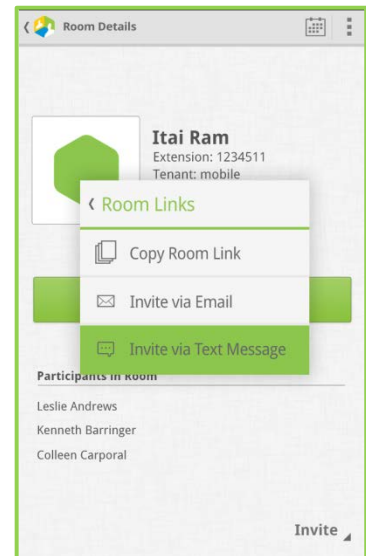 Room Details
Itai Ram
Extension: 1234511
Tenant: mobile
Room Links
Copy Room Link
Invite via Email
Invite via Text Message
Participants in Room
Leslie Andrews
Kenneth Barringer
Colleen Carporal
Invite